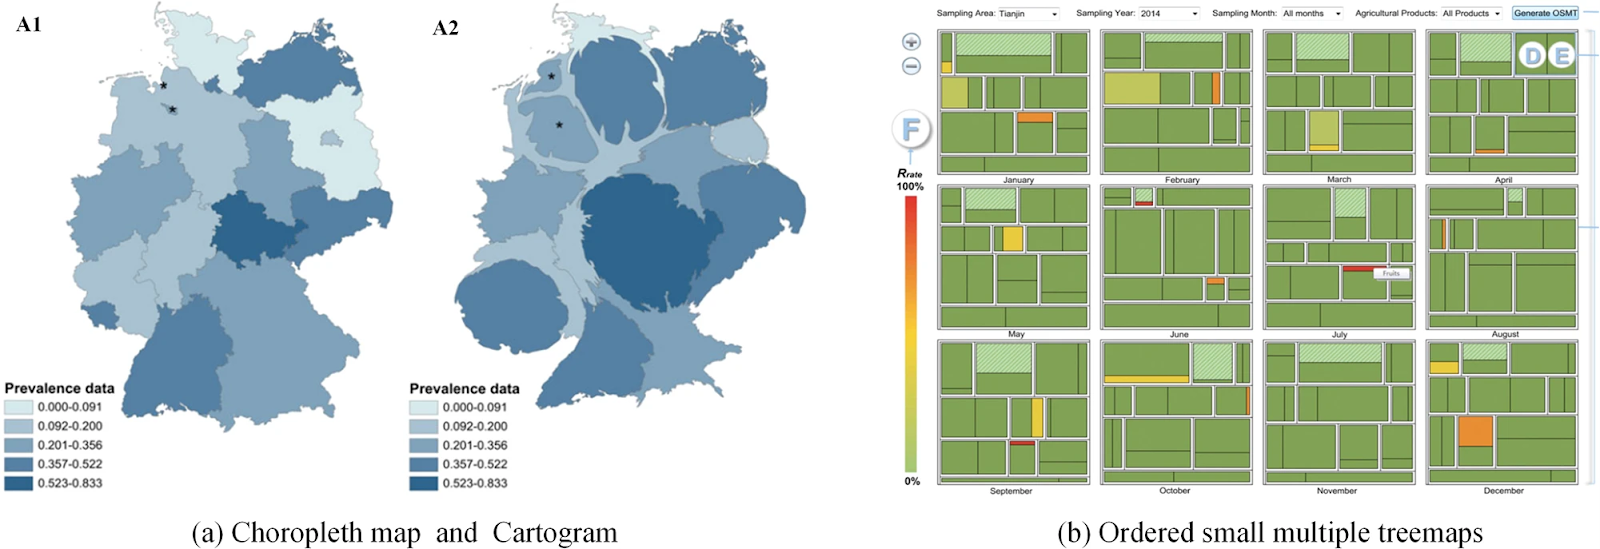 A1
A2
Prevalence data
0.000-0.091
0.092-0.200
0.201-0.356
0.357-0.522
0.523-0.833
Prevalence data
0.000-0.091
0.092-0.200
0.201-0.356
0.357-0.522
0.523-0.833
(a) Choropleth map and Cartogram
Sampling Area: Tianjin Sampling Year: 2014 Sampling Month: All months Agricultural Products: All Products Generate OSMT
D E
F
Rrate
100%
0%
January February March April
Fruits
May June July August
September October November December
(b) Ordered small multiple treemaps